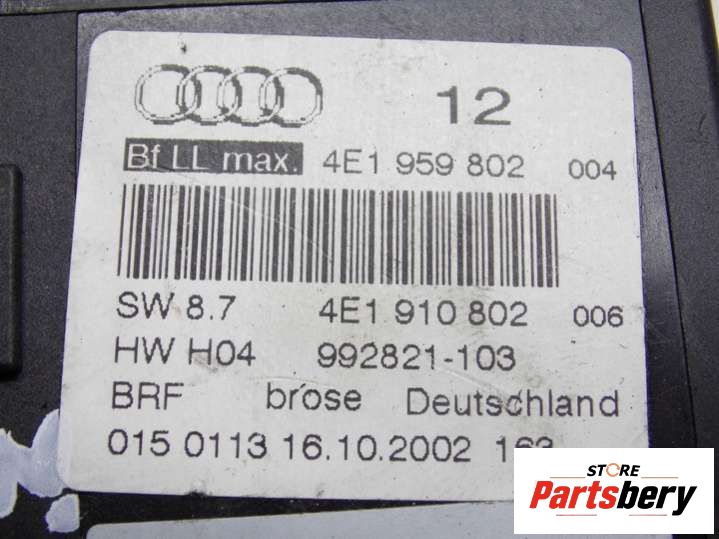 12
Bf LL max. 4E1 959 802 004
SW 8.7 4E1 910 802 006
HW H04 992821-103
BRF brose Deutschland
015 0113 16.10.2002 163
STORE
Partsbery